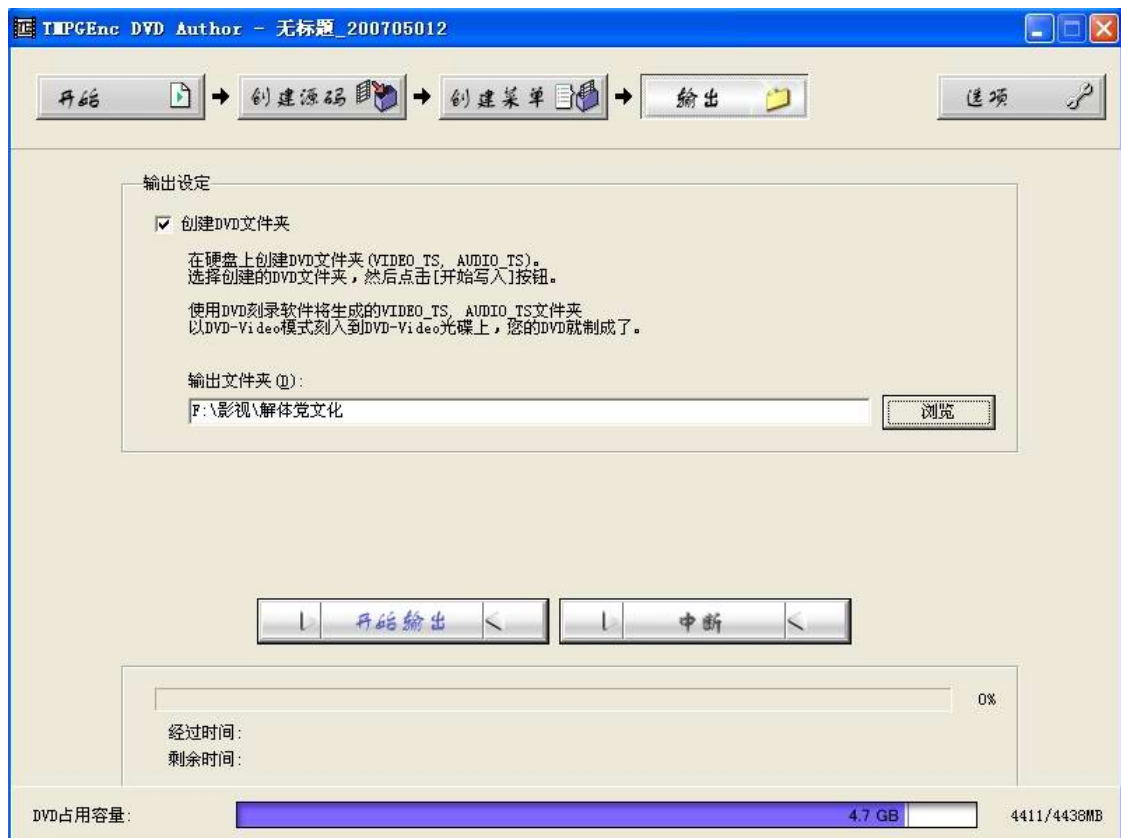 TMPGEnc DVD Author - 无标题_200705012
开始 创建源码 创建菜单 输出 选项
输出设定
创建DVD文件夹
在硬盘上创建DVD文件夹(VIDEO_TS, AUDIO_TS)。
选择创建的DVD文件夹，然后点击[开始写入]按钮。
使用DVD刻录软件将生成的VIDEO_TS, AUDIO_TS文件夹
以DVD-Video模式刻入到DVD-Video光碟上，您的DVD就制成了。
输出文件夹(D):
F:\影视\解体党文化 浏览
开始输出 中断
0%
经过时间:
剩余时间:
DVD占用容量: 4.7 GB 4411/4438MB